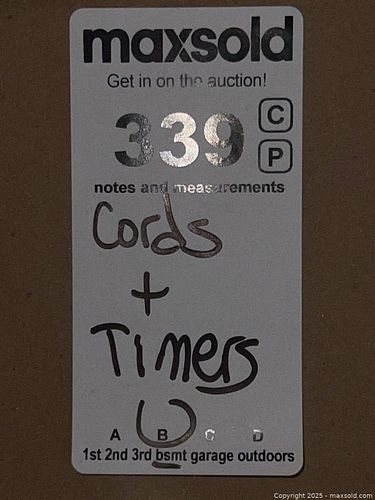 maxsold
Get in on the auction!
339 C
P
notes and measurements
Cords
+
Timers
A B C D
1st 2nd 3rd bsmt garage outdoors
Copyright © 2025 - maxsold.com